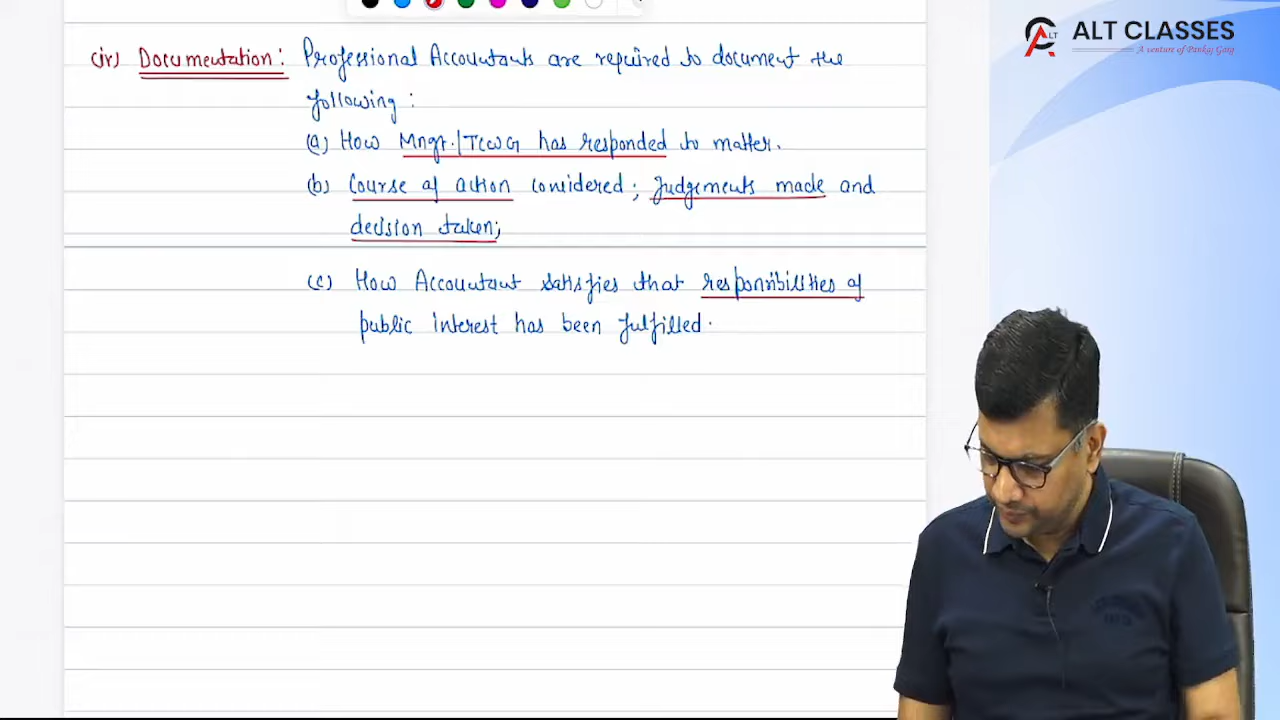 ALT CLASSES
A venture of Pankaj Garg
(iv) Documentation: Professional Accountants are required to document the
following:
(a) How Mngt./TCWG has responded to matter.
(b) Course of action considered; Judgements made and
decision taken;
(c) How Accountant satisfies that responsibilities of
public interest has been fulfilled.